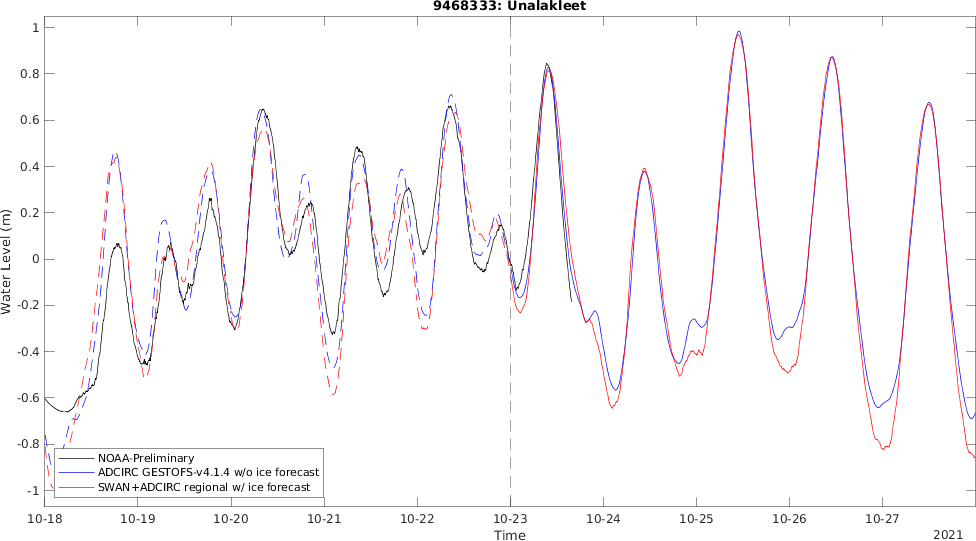 9468333: Unalakleet
1
0.8
0.6
0.4
0.2
0
-0.2
-0.4
-0.6
-0.8
-1
Water Level (m)
NOAA-Preliminary
ADCIRC GESTOFS-v4.1.4 w/o ice forecast
SWAN+ADCIRC regional w/ ice forecast
10-18 10-19 10-20 10-21 10-22 10-23 10-24 10-25 10-26 10-27
Time
2021